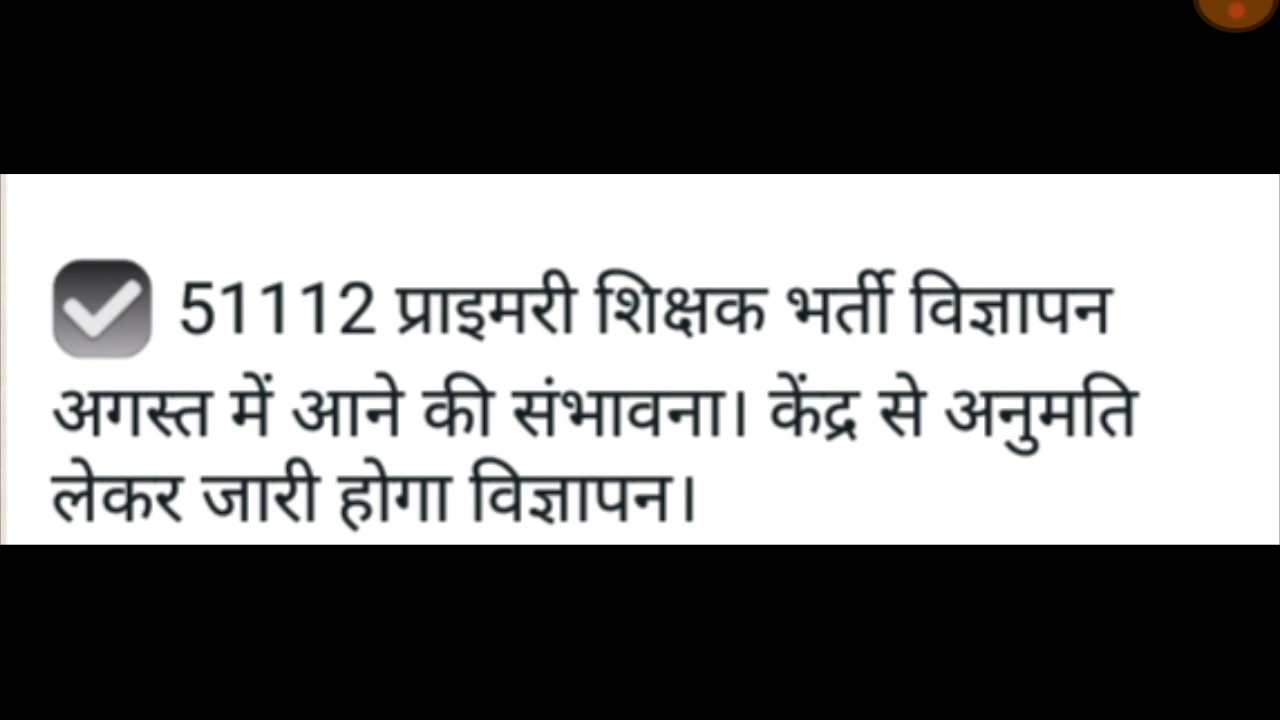 51112 प्राइमरी शिक्षक भर्ती विज्ञापन
अगस्त में आने की संभावना। केंद्र से अनुमति
लेकर जारी होगा विज्ञापन।